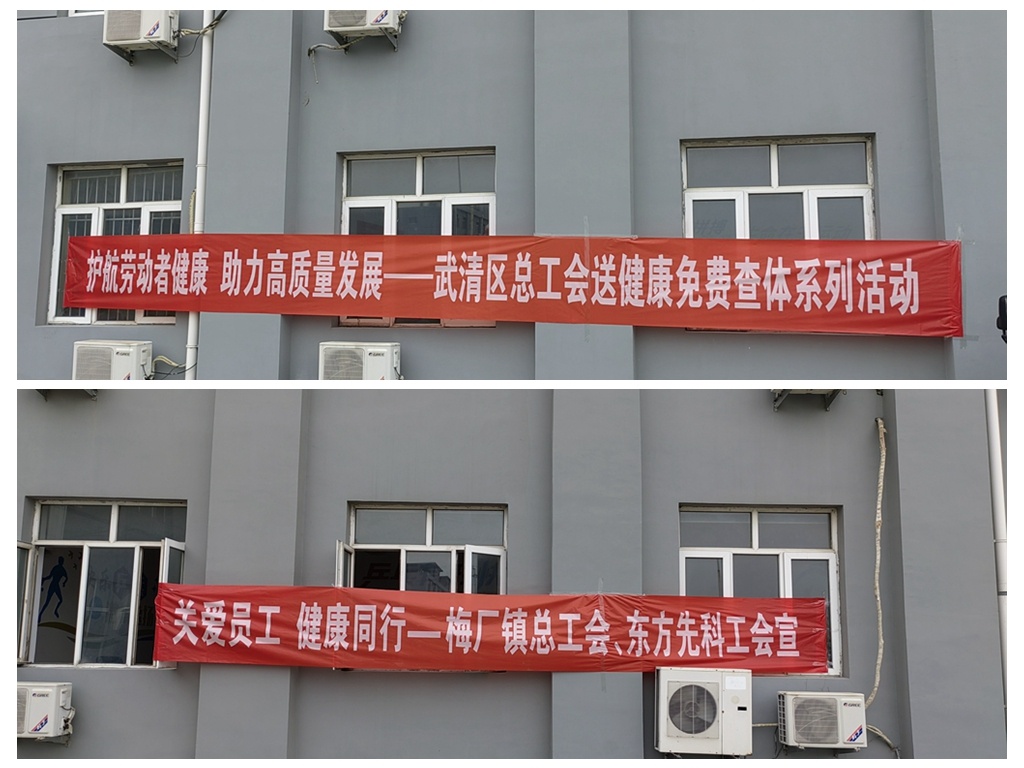 护航劳动者健康 助力高质量发展——武清区总工会送健康免费查体系列活动
关爱员工 健康同行—梅厂镇总工会、东方先科工会宣